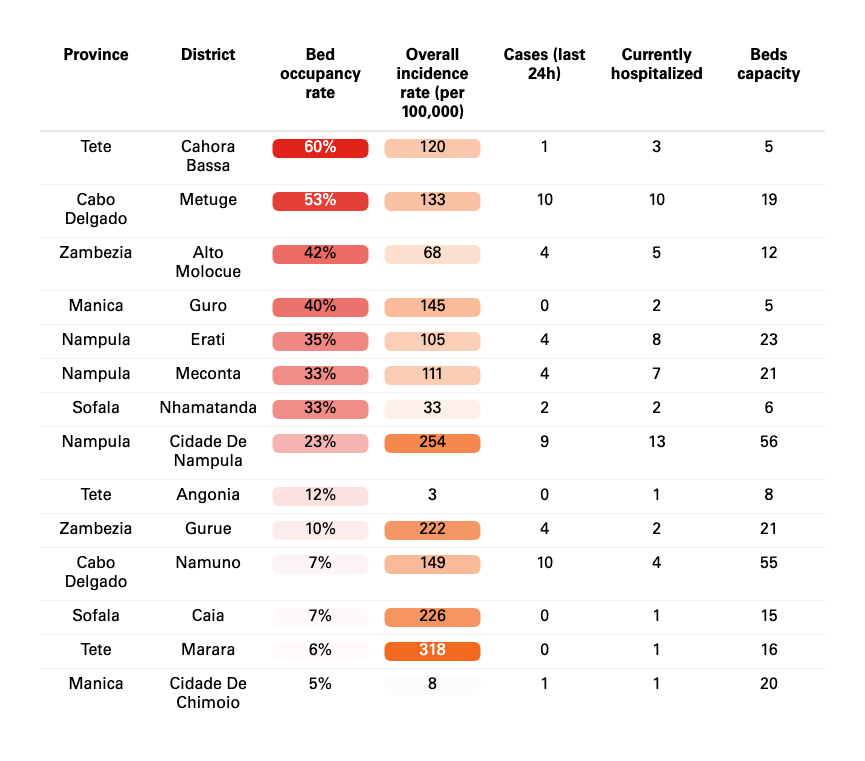 Province District Bed occupancy rate Overall incidence rate (per 100,000) Cases (last 24h) Currently hospitalized Beds capacity
Tete Cahora Bassa 60% 120 1 3 5
Cabo Delgado Metuge 53% 133 10 10 19
Zambezia Alto Molocue 42% 68 4 5 12
Manica Guro 40% 145 0 2 5
Nampula Erati 35% 105 4 8 23
Nampula Meconta 33% 111 4 7 21
Sofala Nhamatanda 33% 33 2 2 6
Nampula Cidade De Nampula 23% 254 9 13 56
Tete Angonia 12% 3 0 1 8
Zambezia Gurue 10% 222 4 2 21
Cabo Delgado Namuno 7% 149 10 4 55
Sofala Caia 7% 226 0 1 15
Tete Marara 6% 318 0 1 16
Manica Cidade De Chimoio 5% 8 1 1 20